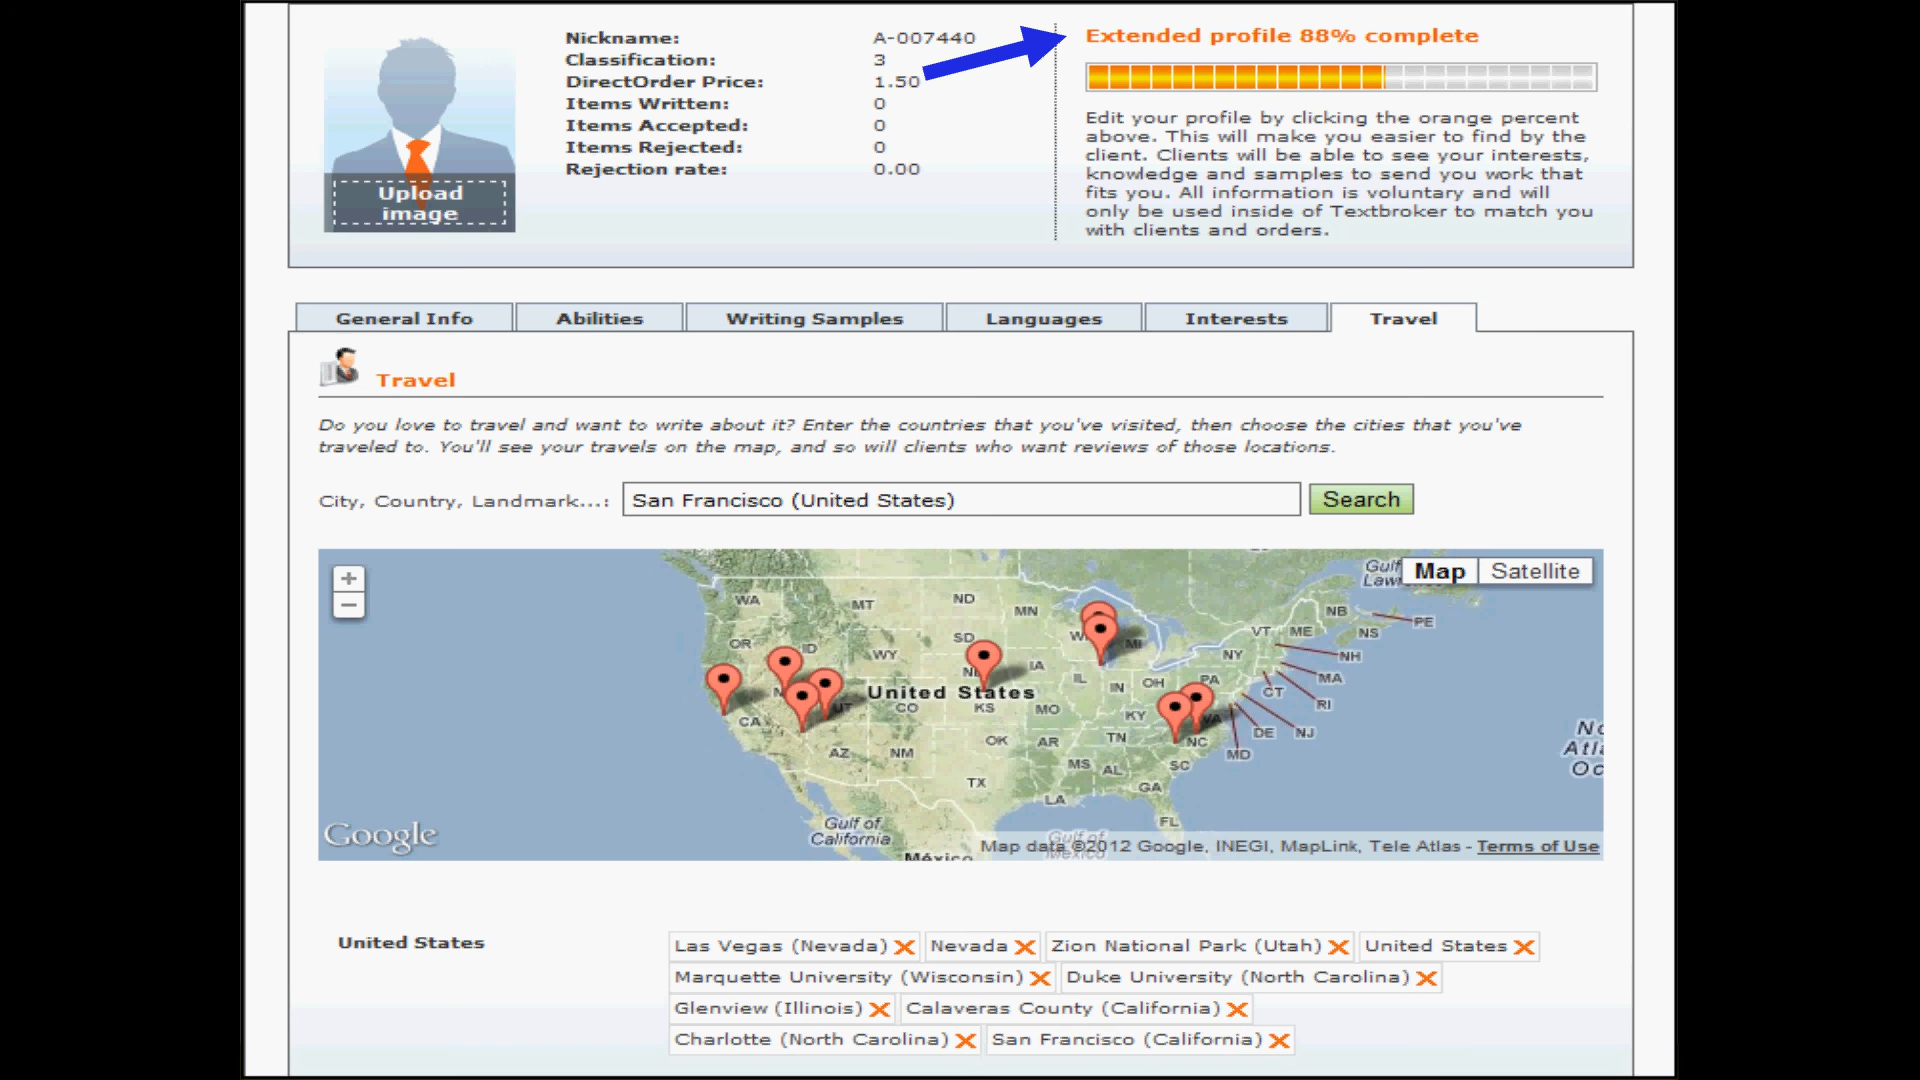 Nickname: A-007440
Classification: 3
DirectOrder Price: 1.50
Items Written: 0
Items Accepted: 0
Items Rejected: 0
Rejection rate: 0.00
Upload
image
Extended profile 88% complete
Edit your profile by clicking the orange percent
above. This will make you easier to find by the
client. Clients will be able to see your interests,
knowledge and samples to send you work that
fits you. All information is voluntary and will
only be used inside of Textbroker to match you
with clients and orders.
General Info Abilities Writing Samples Languages Interests Travel
Travel
Do you love to travel and want to write about it? Enter the countries that you've visited, then choose the cities that you've
traveled to. You'll see your travels on the map, and so will clients who want reviews of those locations.
City, Country, Landmark...: San Francisco (United States) Search
Map Satellite
Gulf
WA MT ND MN NB PE
OR ID SD MI VT ME NS
WY IA NY NH
IL IN OH PA MA
United States
CT RI
CA UT CO KS MO KY VA DE NJ
AZ NM OK AR TN NC MD
TX MS AL SC
LA GA
FL
Gulf of
California
Gulf of
México
Google
Map data ©2012 Google, INEGI, MapLink, Tele Atlas - Terms of Use
United States
Las Vegas (Nevada) X Nevada X Zion National Park (Utah) X United States X
Marquette University (Wisconsin) X Duke University (North Carolina) X
Glenview (Illinois) X Calaveras County (California) X
Charlotte (North Carolina) X San Francisco (California) X